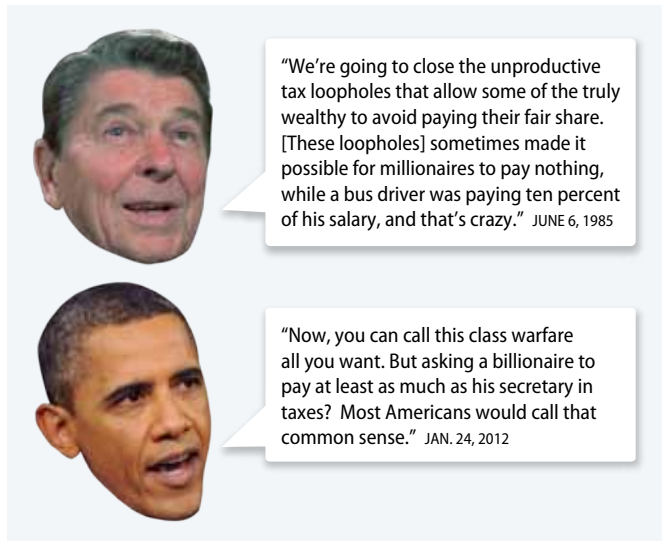 “We’re going to close the unproductive
tax loopholes that allow some of the truly
wealthy to avoid paying their fair share.
[These loopholes] sometimes made it
possible for millionaires to pay nothing,
while a bus driver was paying ten percent
of his salary, and that’s crazy.” JUNE 6, 1985
“Now, you can call this class warfare
all you want. But asking a billionaire to
pay at least as much as his secretary in
taxes? Most Americans would call that
common sense.” JAN. 24, 2012